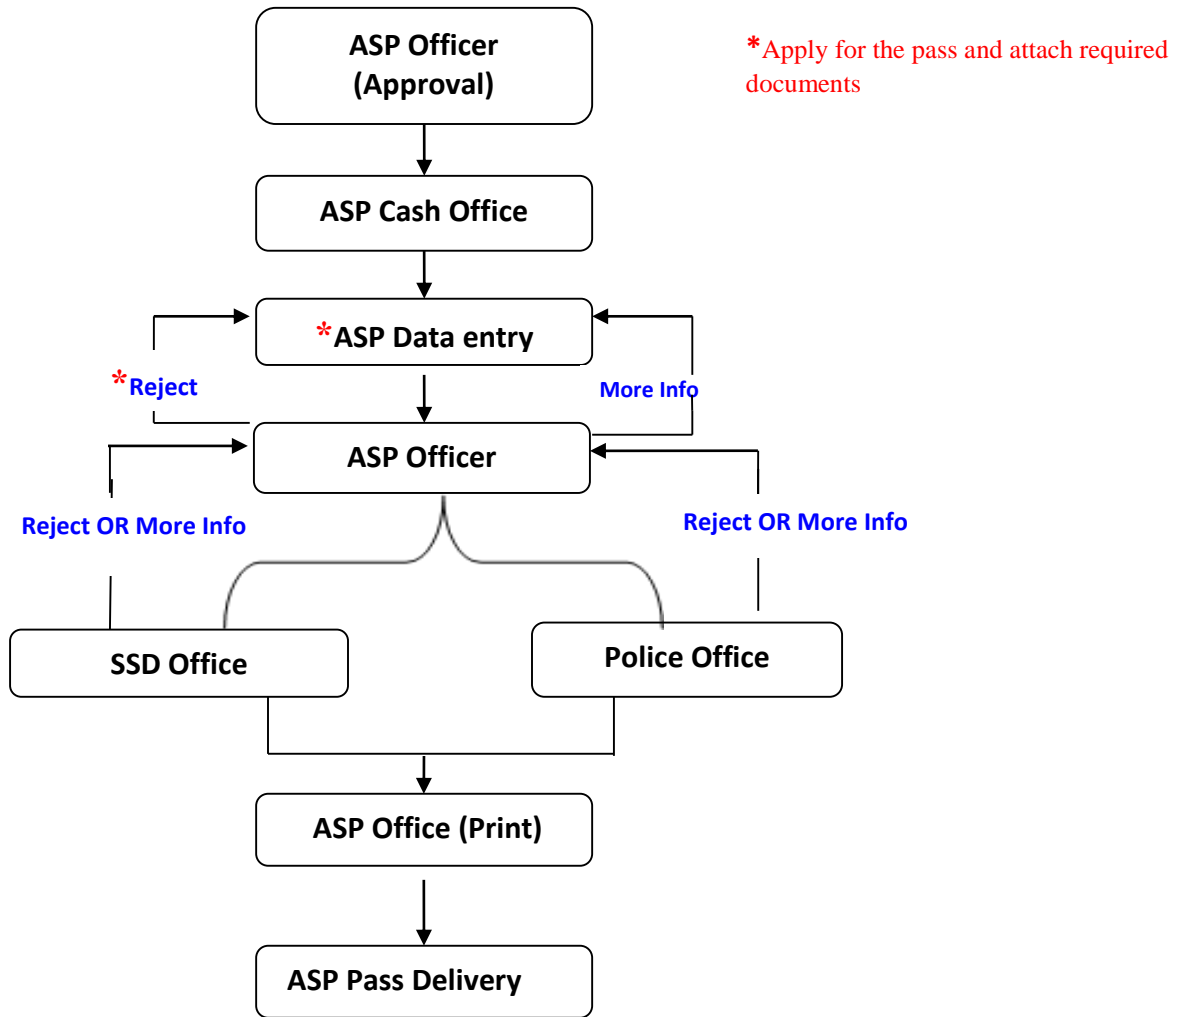 ASP Officer
(Approval)
*Apply for the pass and attach required
documents
ASP Cash Office
*ASP Data entry
*Reject
More Info
ASP Officer
Reject OR More Info
Reject OR More Info
SSD Office
Police Office
ASP Office (Print)
ASP Pass Delivery